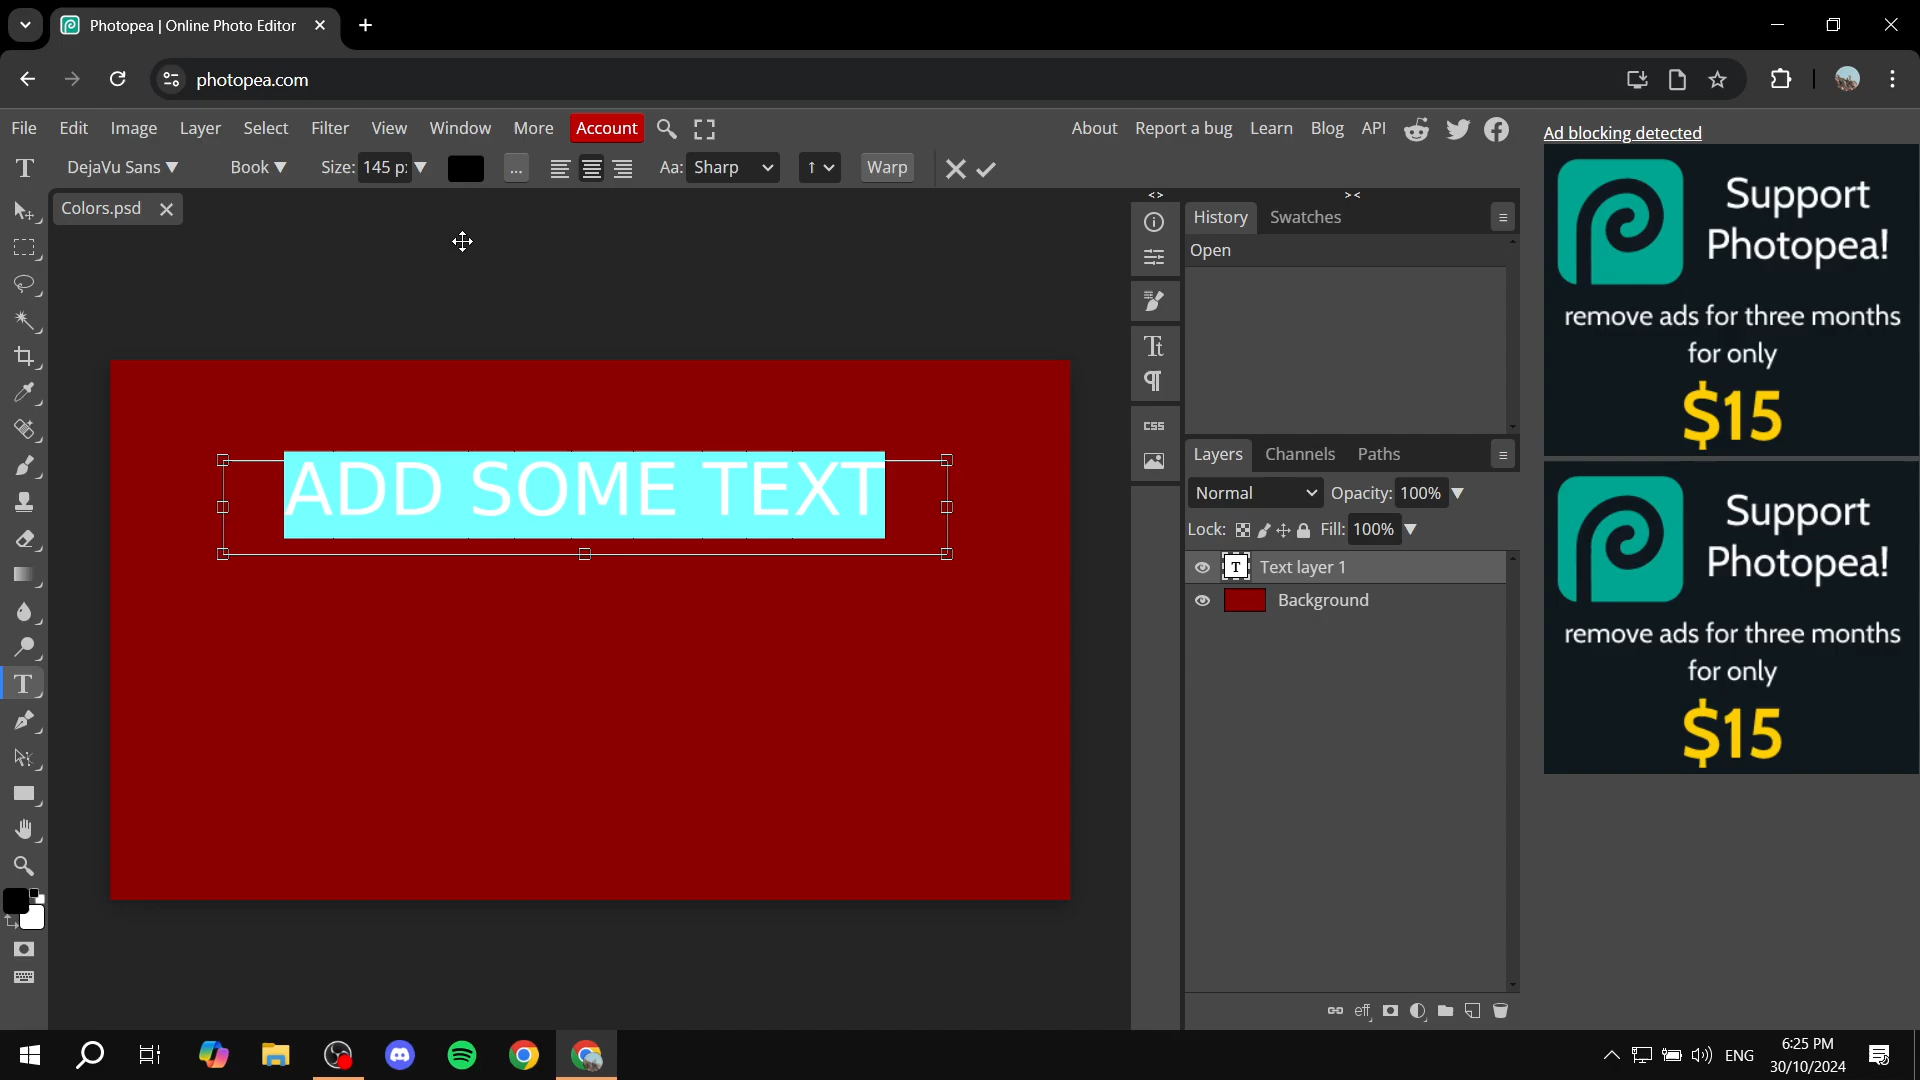 Photopea | Online Photo Editor
photopea.com
File Edit Image Layer Select Filter View Window More Account
About Report a bug Learn Blog API
T DejaVu Sans Book Size: 145 p: ... Aa: Sharp Warp
Colors.psd
ADD SOME TEXT
<> ><
History Swatches
Open
CSS
Layers Channels Paths
Normal Opacity: 100%
Lock: Fill: 100%
T Text layer 1
Background
eff
Ad blocking detected
Support
Photopea!
remove ads for three months
for only
$15
Support
Photopea!
remove ads for three months
for only
$15
ENG
6:25 PM
30/10/2024